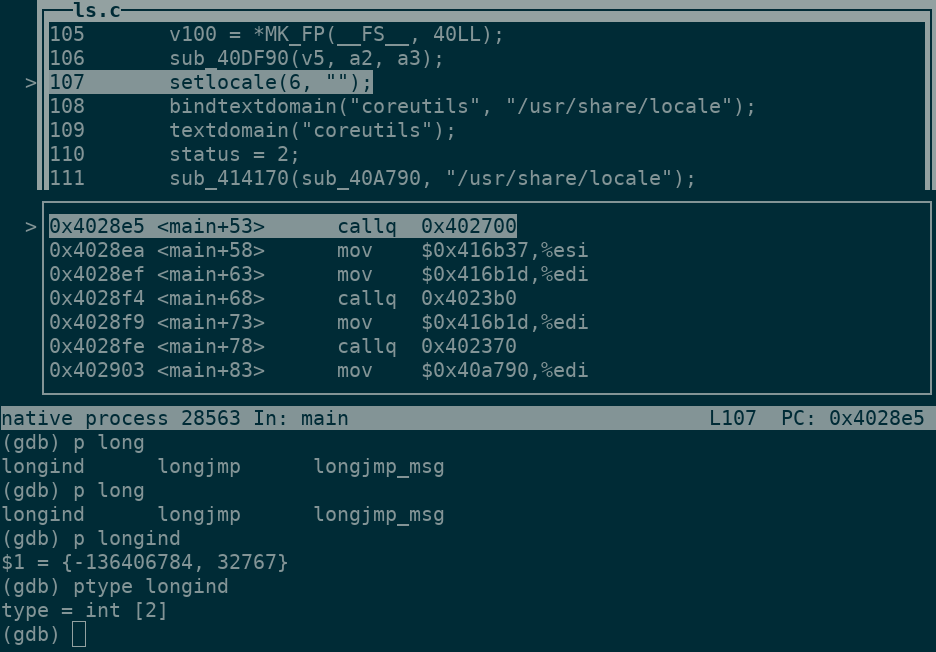 ls.c
105       v100 = *MK_FP(__FS__, 40LL);
106       sub_40DF90(v5, a2, a3);
>107       setlocale(6, "");
108       bindtextdomain("coreutils", "/usr/share/locale");
109       textdomain("coreutils");
110       status = 2;
111       sub_414170(sub_40A790, "/usr/share/locale");
>0x4028e5 <main+53>      callq  0x402700
0x4028ea <main+58>      mov    $0x416b37,%esi
0x4028ef <main+63>      mov    $0x416b1d,%edi
0x4028f4 <main+68>      callq  0x4023b0
0x4028f9 <main+73>      mov    $0x416b1d,%edi
0x4028fe <main+78>      callq  0x402370
0x402903 <main+83>      mov    $0x40a790,%edi
native process 28563 In: main                              L107  PC: 0x4028e5
(gdb) p long
longind      longjmp      longjmp_msg
(gdb) p long
longind      longjmp      longjmp_msg
(gdb) p longind
$1 = {-136406784, 32767}
(gdb) ptype longind
type = int [2]
(gdb)